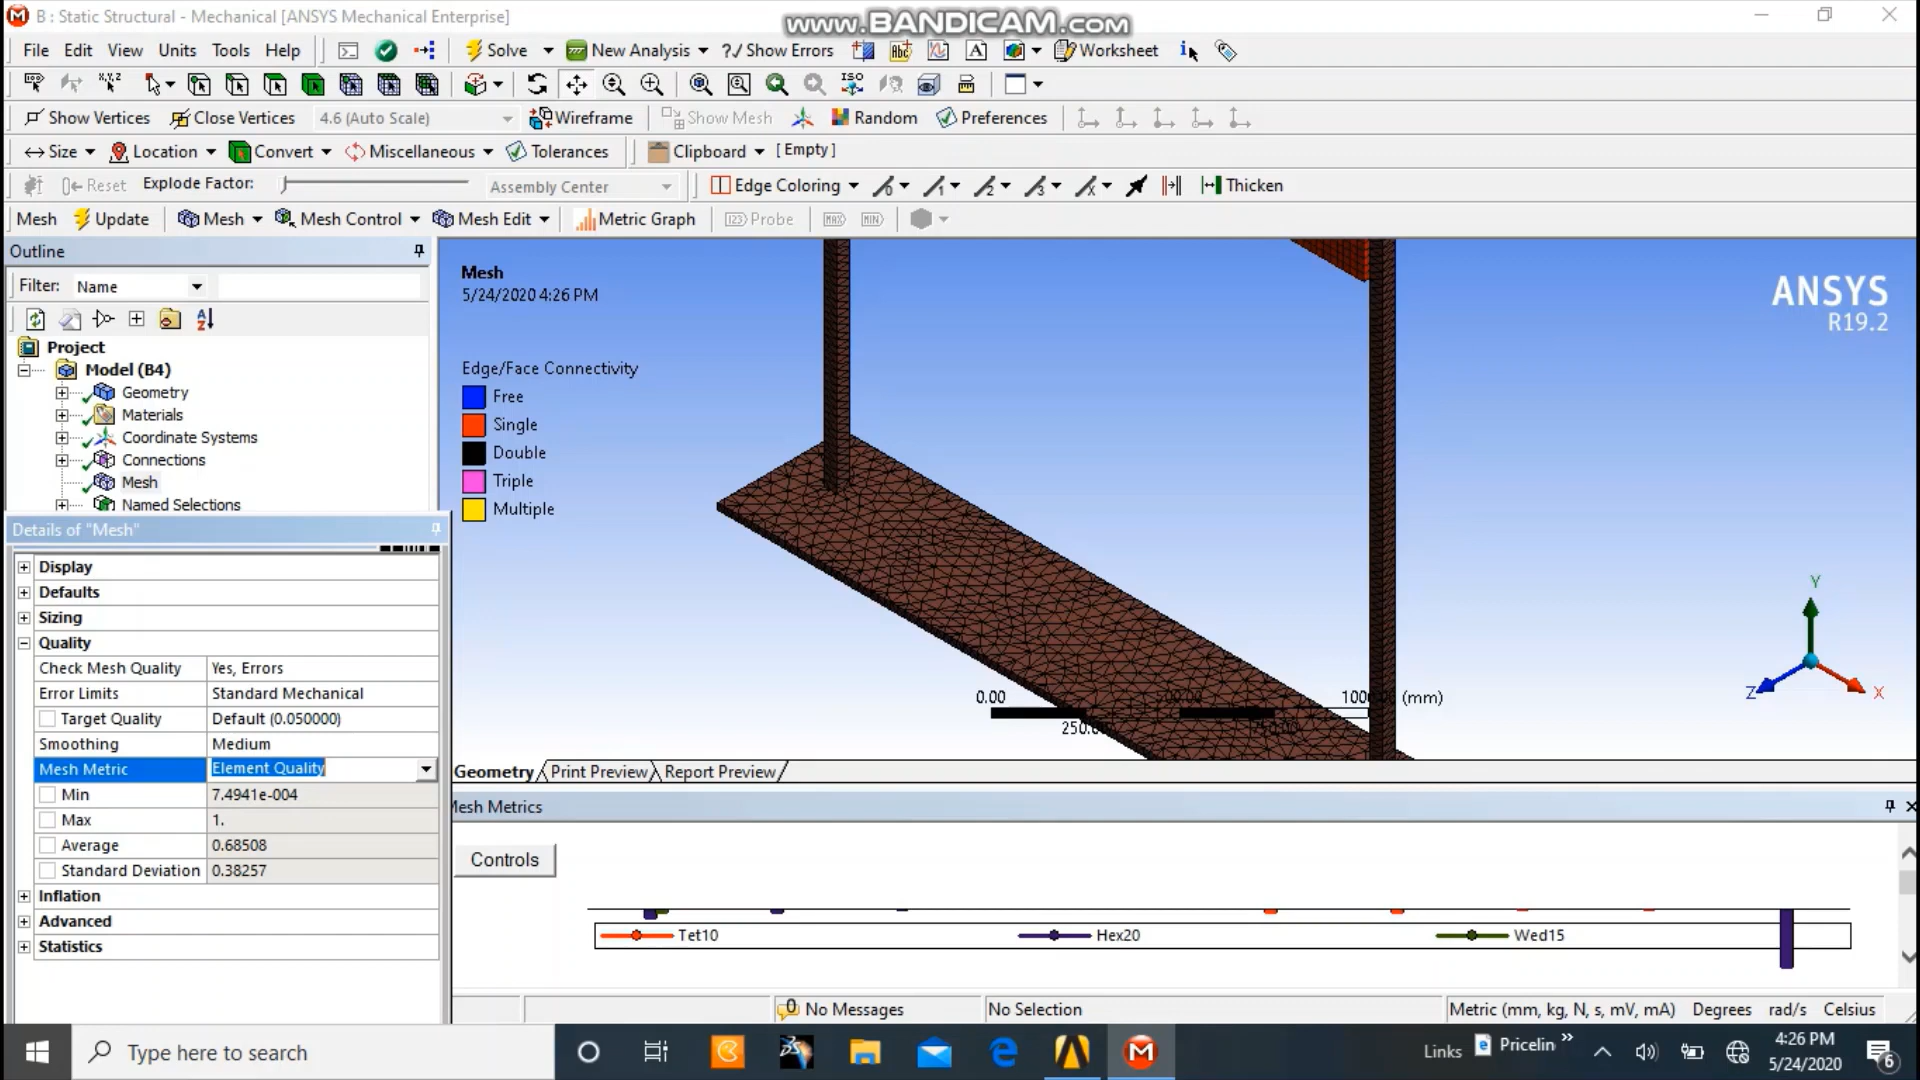 B : Static Structural - Mechanical [ANSYS Mechanical Enterprise]
www.BANDICAM.com
File Edit View Units Tools Help Solve New Analysis ?/ Show Errors Worksheet
Show Vertices Close Vertices 4.6 (Auto Scale) Wireframe Show Mesh Random Preferences
Size Location Convert Miscellaneous Tolerances Clipboard [ Empty ]
Reset Explode Factor: Assembly Center Edge Coloring Thicken
Mesh Update Mesh Mesh Control Mesh Edit Metric Graph Probe MAX MIN
Outline
Filter: Name
Project
Model (B4)
Geometry
Materials
Coordinate Systems
Connections
Mesh
Named Selections
Details of "Mesh"
Display
Defaults
Sizing
Quality
Check Mesh Quality Yes, Errors
Error Limits Standard Mechanical
Target Quality Default (0.050000)
Smoothing Medium
Mesh Metric Element Quality
Min 7.4941e-004
Max 1.
Average 0.68508
Standard Deviation 0.38257
Inflation
Advanced
Statistics
Mesh
5/24/2020 4:26 PM
Edge/Face Connectivity
Free
Single
Double
Triple
Multiple
ANSYS
R19.2
Y
Z
X
0.00 (mm)
Geometry Print Preview Report Preview
Mesh Metrics
Controls
Tet10 Hex20 Wed15
0 No Messages No Selection Metric (mm, kg, N, s, mV, mA) Degrees rad/s Celsius
Type here to search
Links Pricelin
4:26 PM
5/24/2020
6